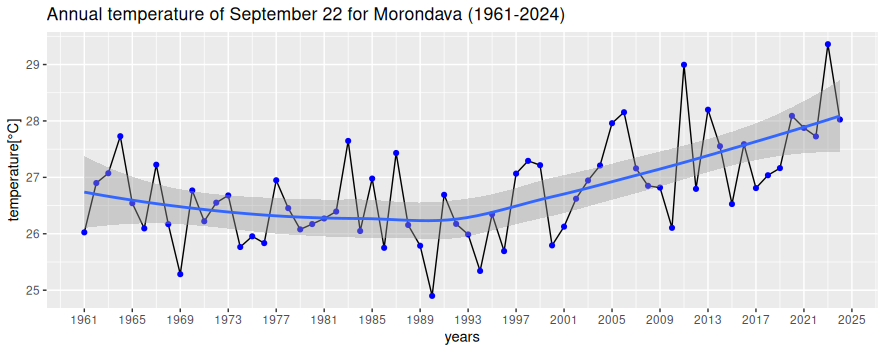 Annual temperature of September 22 for Morondava (1961-2024)
temperature[°C]
29
28
27
26
25
1961 1965 1969 1973 1977 1981 1985 1989 1993 1997 2001 2005 2009 2013 2017 2021 2025
years